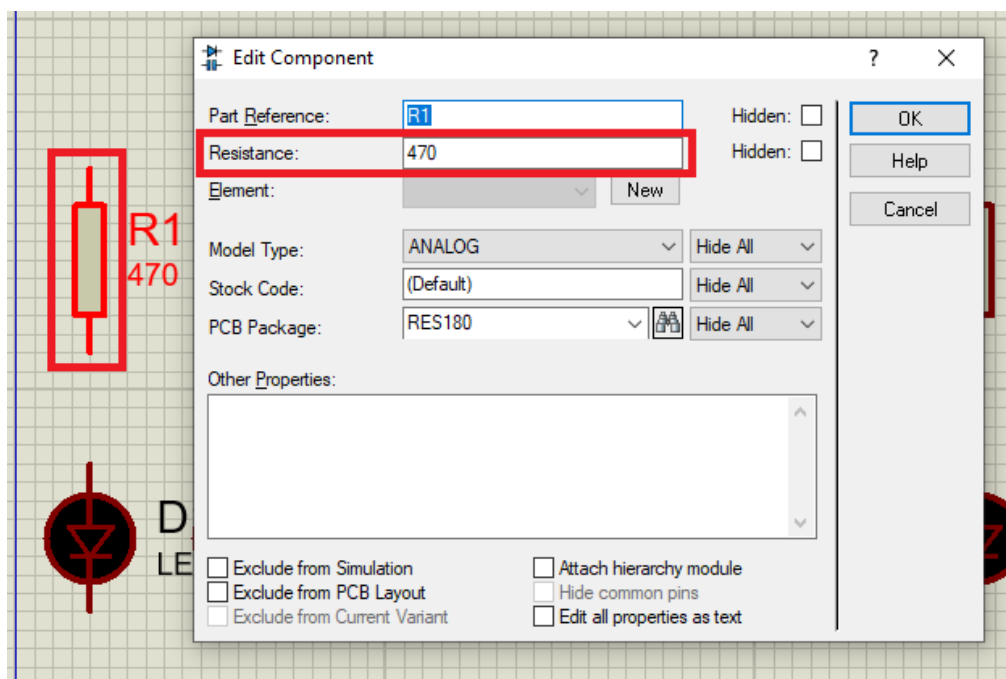 Edit Component
?
Part Reference: R1 Hidden: OK
Resistance: 470 Hidden: Help
Element: New Cancel
R1
470
Model Type: ANALOG Hide All
Stock Code: (Default) Hide All
PCB Package: RES180 Hide All
Other Properties:
D
LE
Exclude from Simulation Attach hierarchy module
Exclude from PCB Layout Hide common pins
Exclude from Current Variant Edit all properties as text